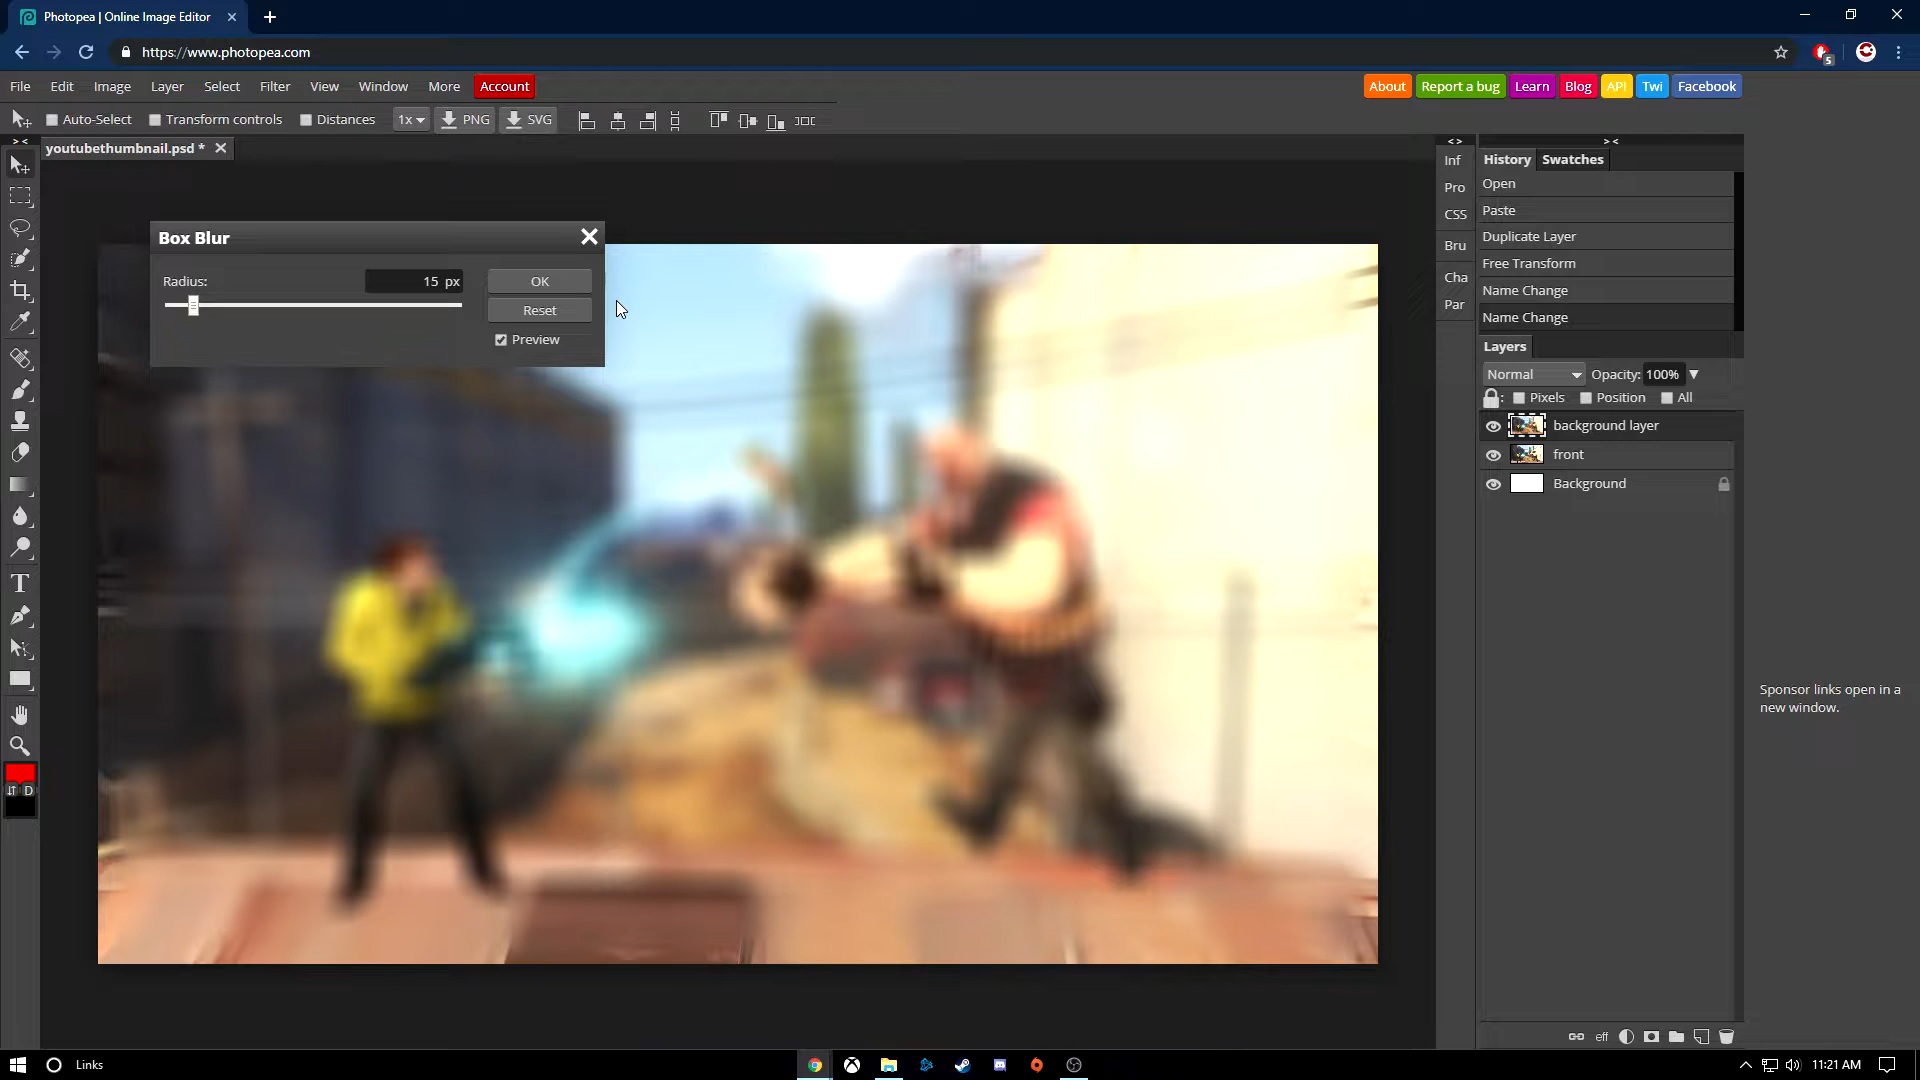 Photopea | Online Image Editor
https://www.photopea.com
5
File Edit Image Layer Select Filter View Window More Account
About Report a bug Learn Blog API Twi Facebook
Auto-Select Transform controls Distances 1x PNG SVG
youtubethumbnail.psd *
> <
< >
> <
Inf
Pro
CSS
Bru
Cha
Par
History Swatches
Open
Paste
Duplicate Layer
Free Transform
Name Change
Name Change
Layers
Normal Opacity: 100%
: Pixels Position All
background layer
front
Background
eff
Box Blur
Radius: 15 px OK
Reset
Preview
T
D
Sponsor links open in a
new window.
Links
11:21 AM